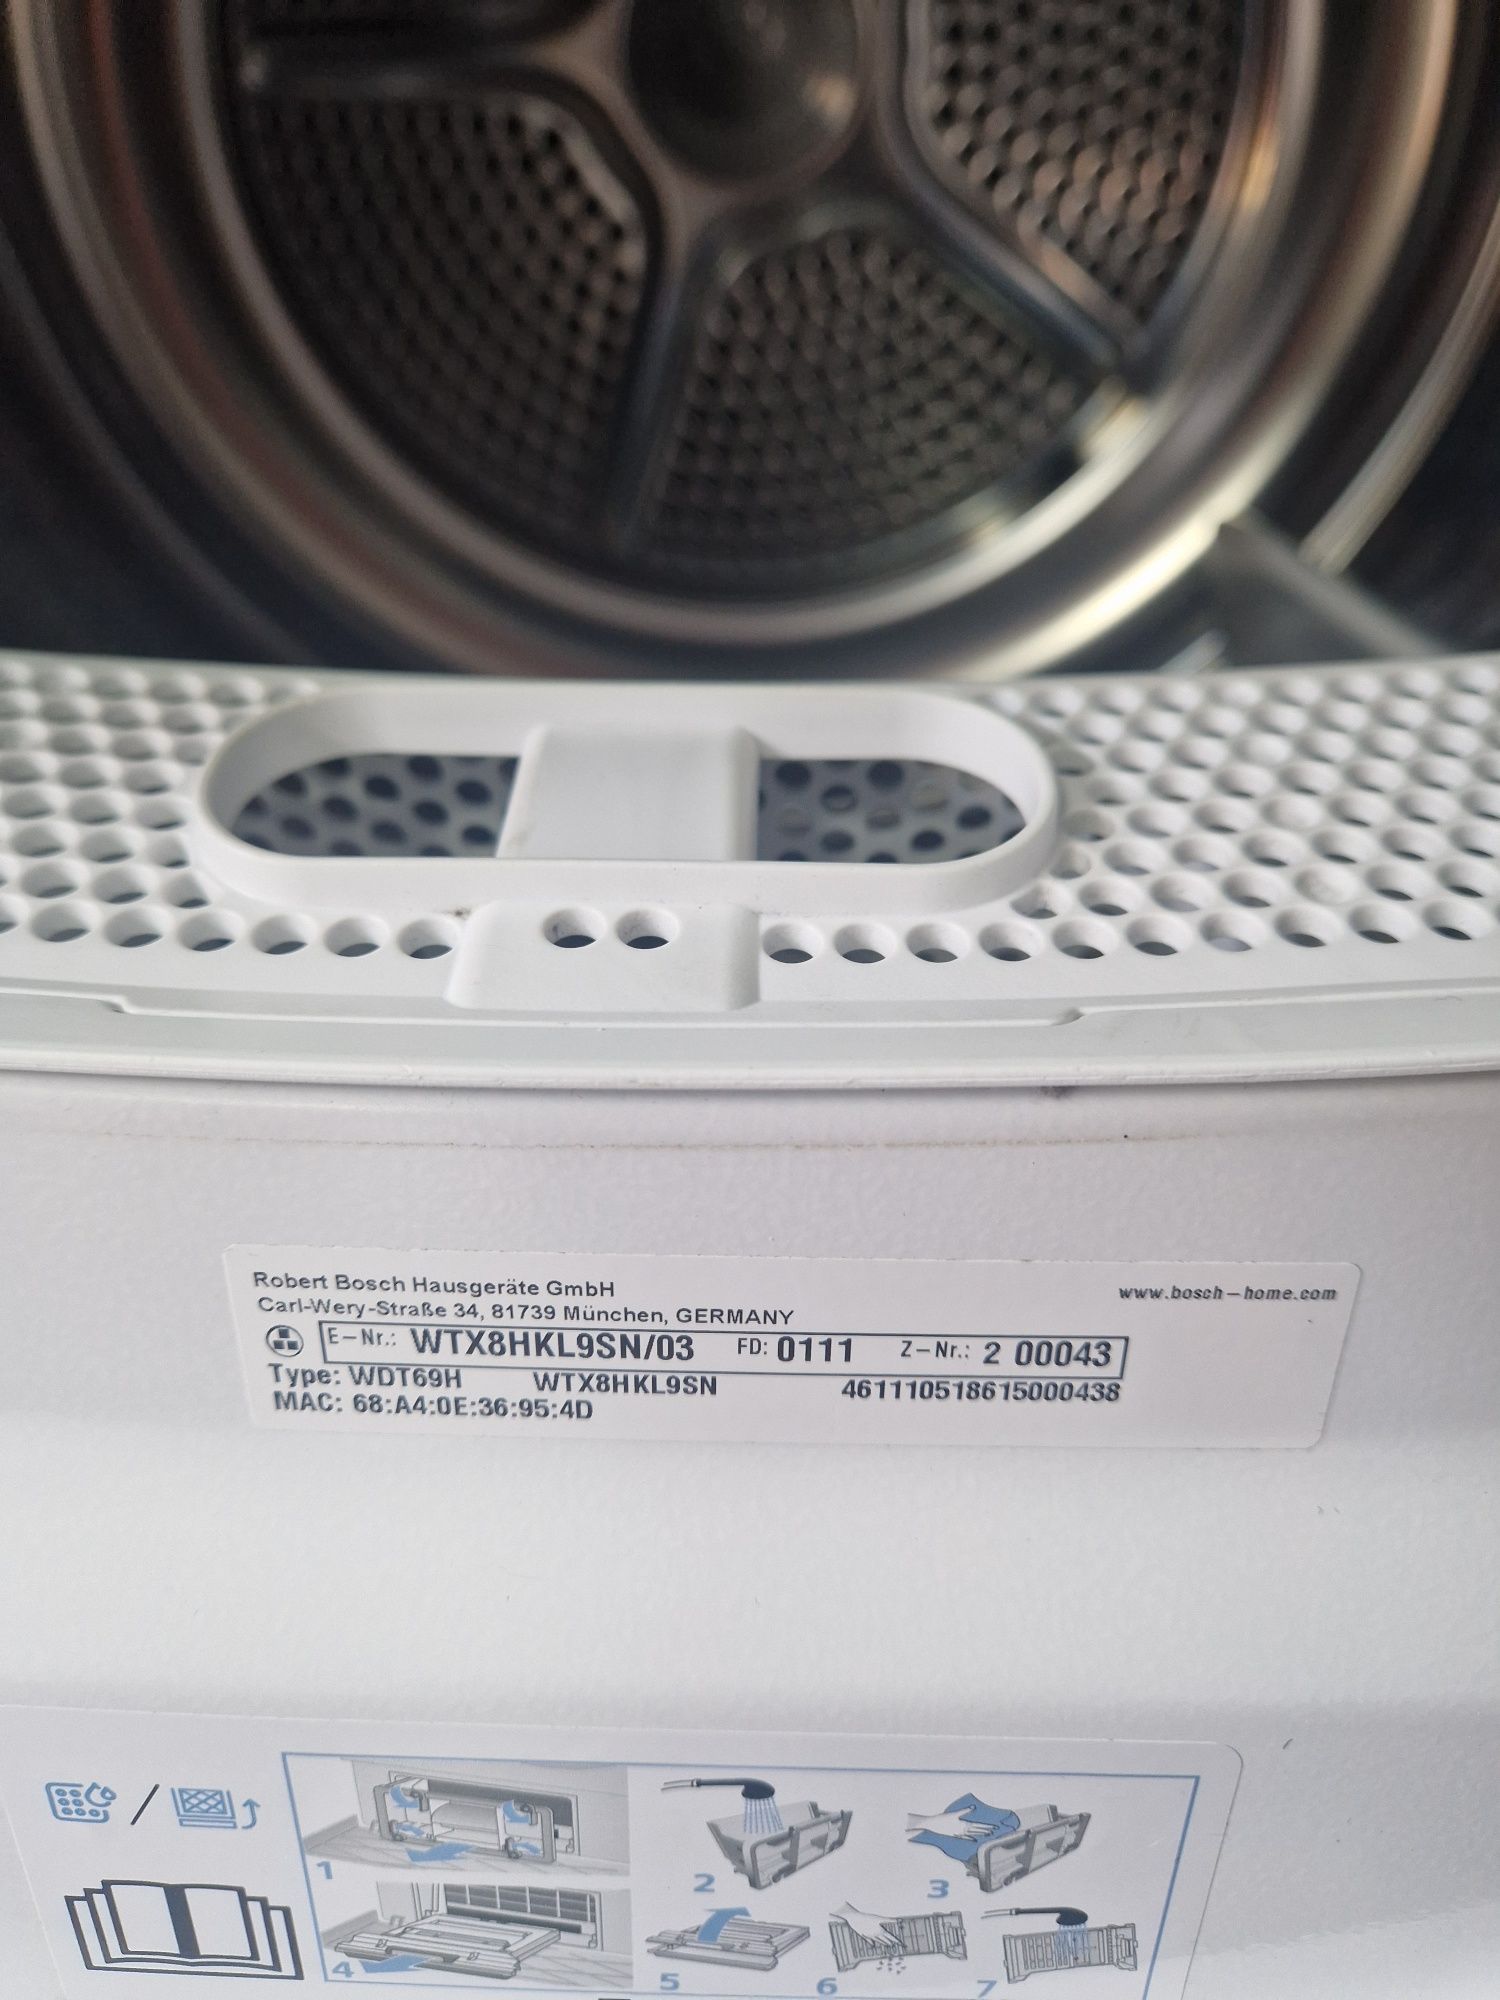 Robert Bosch Hausgeräte GmbH
www.bosch-home.com
Carl-Wery-Straße 34, 81739 München, GERMANY
E-Nr.: WTX8HKL9SN/03 FD: 0111 Z-Nr.: 2 00043
Type: WDT69H WTX8HKL9SN 461110518615000438
MAC: 68:A4:0E:36:95:4D
1
2
3
4
5
6
7